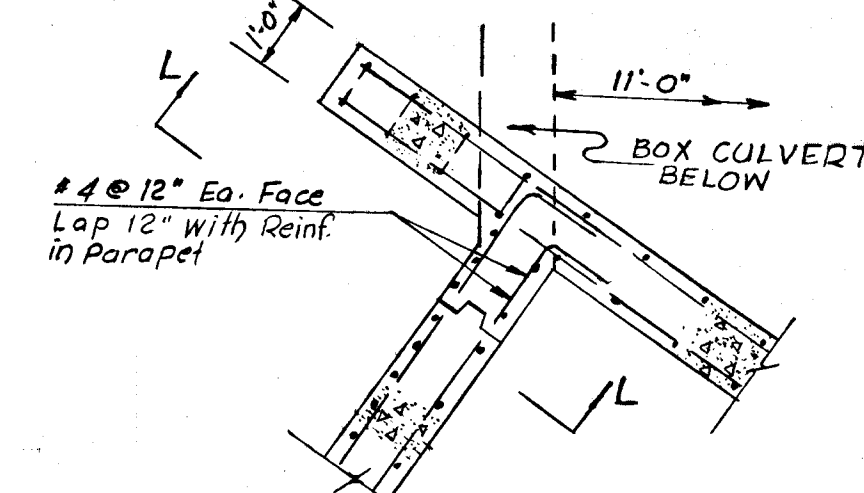 1'-0"
L
11'-0"
BOX CULVERT
BELOW
#4 @ 12" Ea. Face
Lap 12" with Reinf.
in Parapet
L